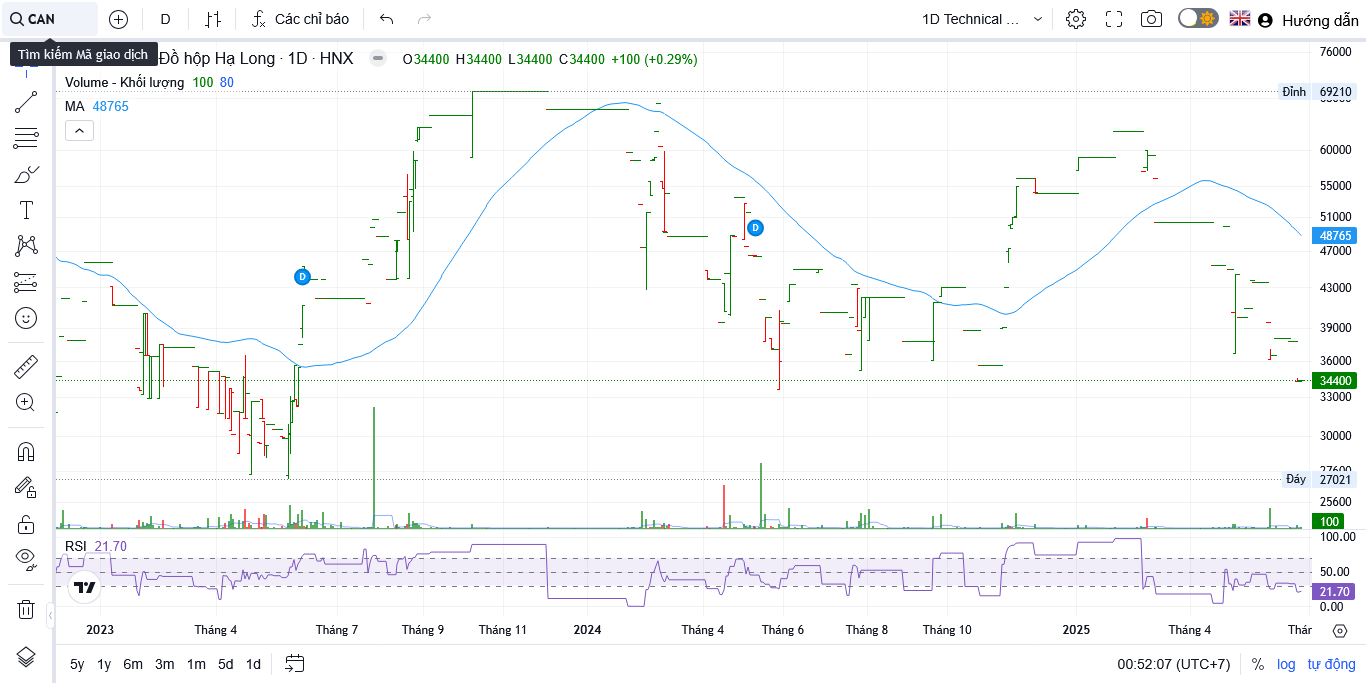 CAN
D
Các chỉ báo
1D Technical ...
Hướng dẫn
Tìm kiếm Mã giao dịch
Đồ hộp Hạ Long · 1D · HNX
O34400 H34400 L34400 C34400 +100 (+0.29%)
Volume - Khối lượng 100 80
MA 48765
76000
Đỉnh 69210
60000
55000
51000
48765
47000
43000
39000
36000
34400
33000
30000
27600
Đáy 27021
25600
100
D
D
RSI 21.70
100.00
50.00
21.70
0.00
2023
Tháng 4
Tháng 7
Tháng 9
Tháng 11
2024
Tháng 4
Tháng 6
Tháng 8
Tháng 10
2025
Tháng 4
Thár
5y 1y 6m 3m 1m 5d 1d
00:52:07 (UTC+7)
% log tự động